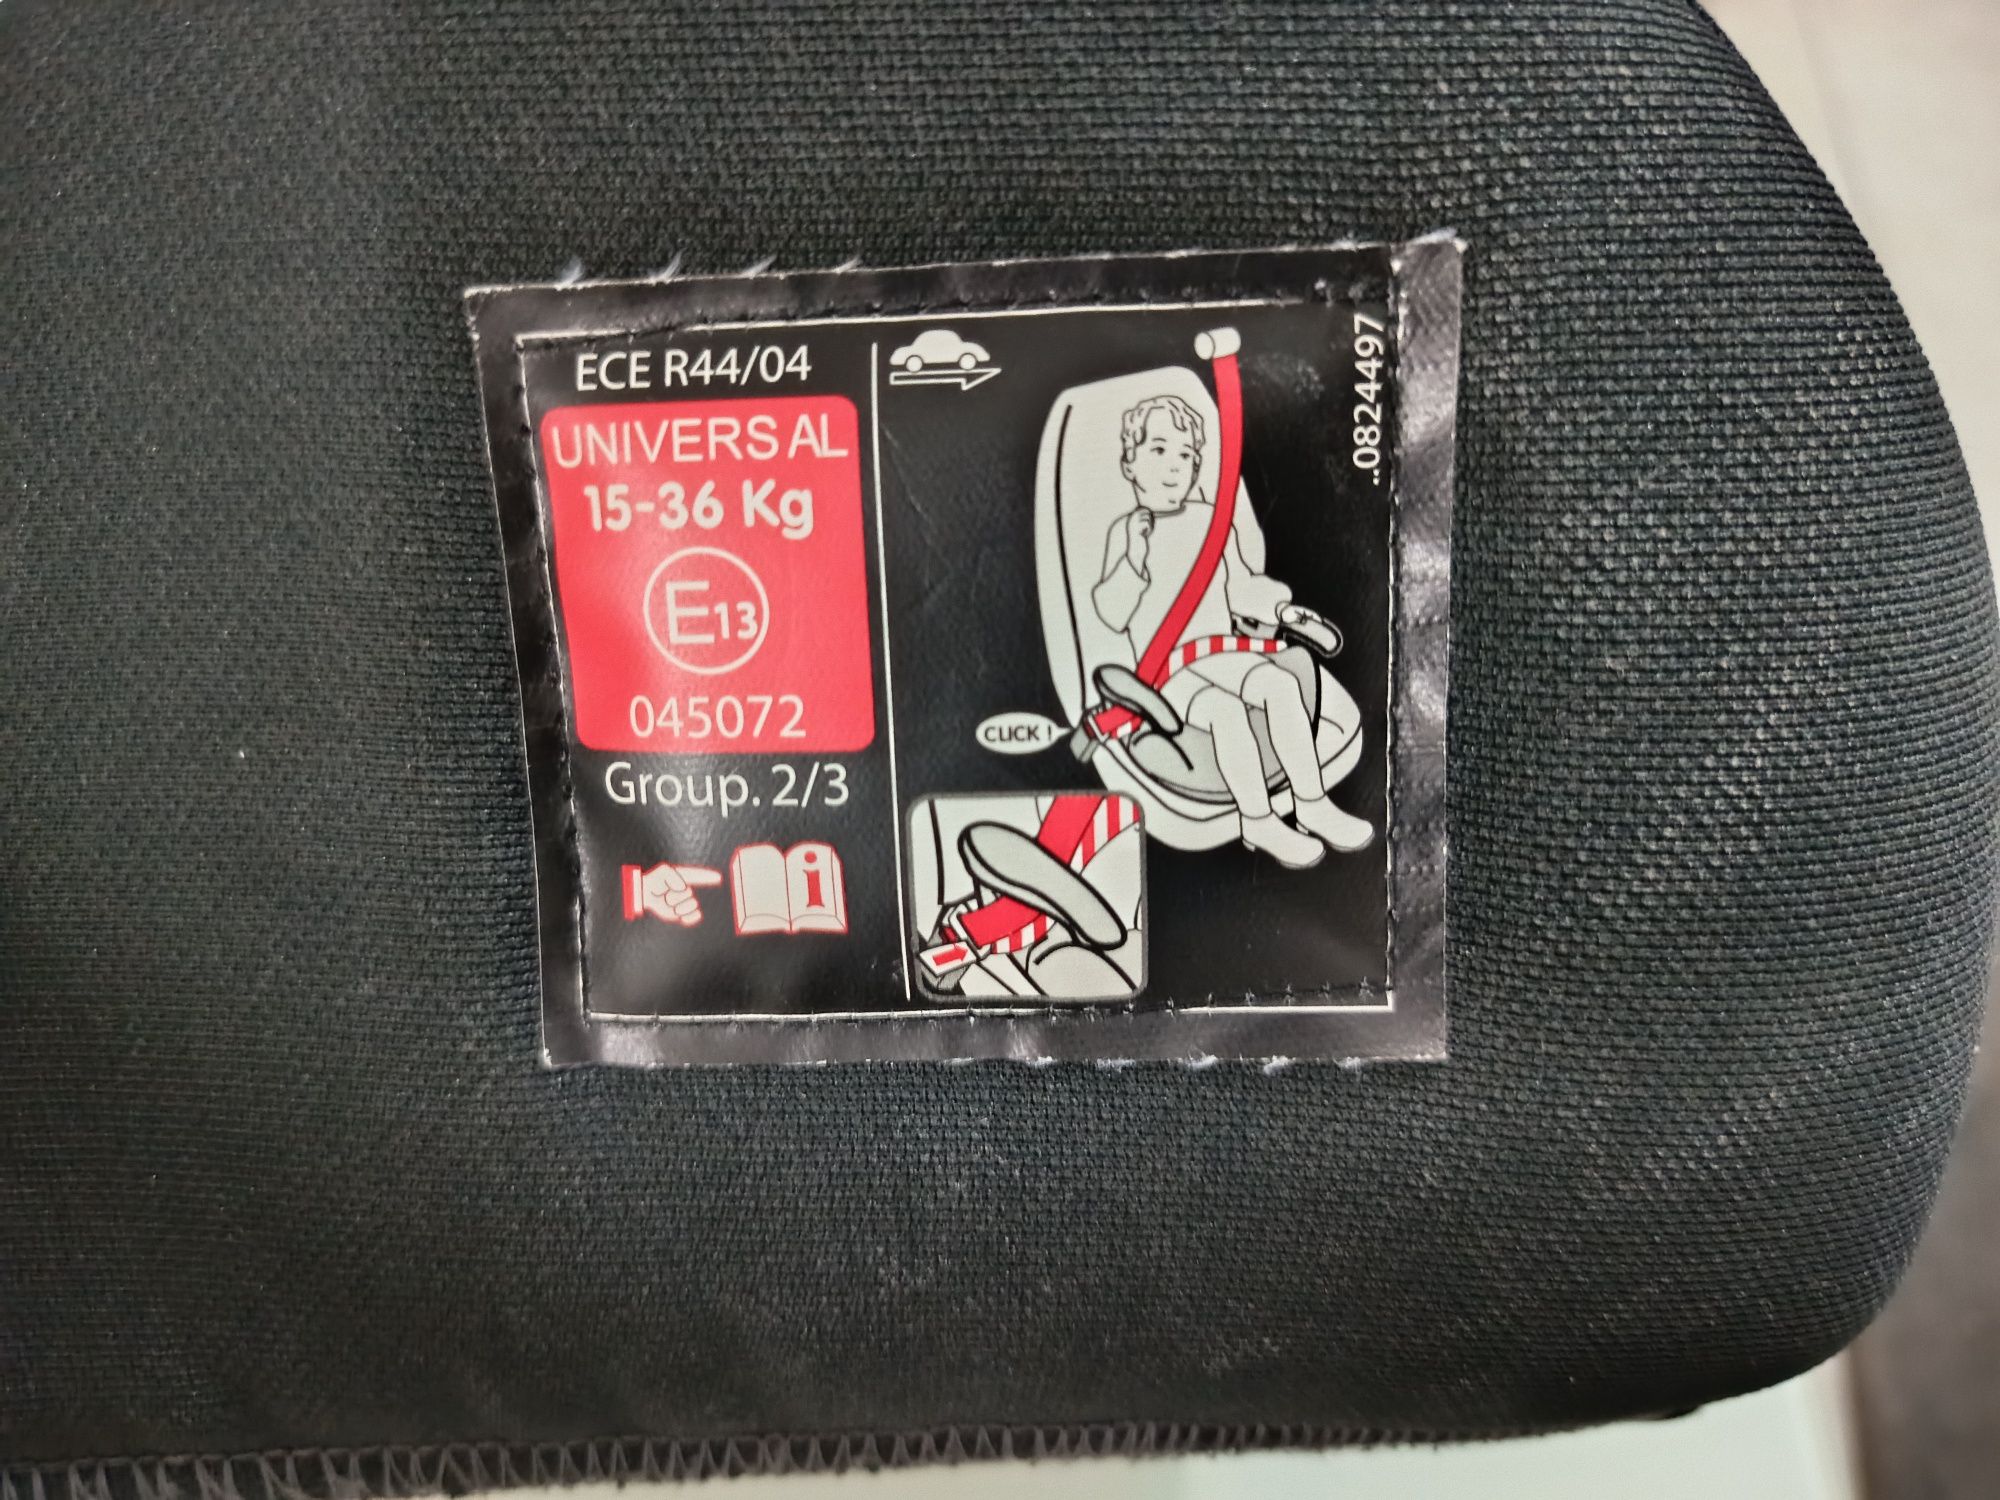 ECE R44/04
UNIVERSAL
15-36 Kg
E13
045072
Group. 2/3
i
CLICK !
..0824497